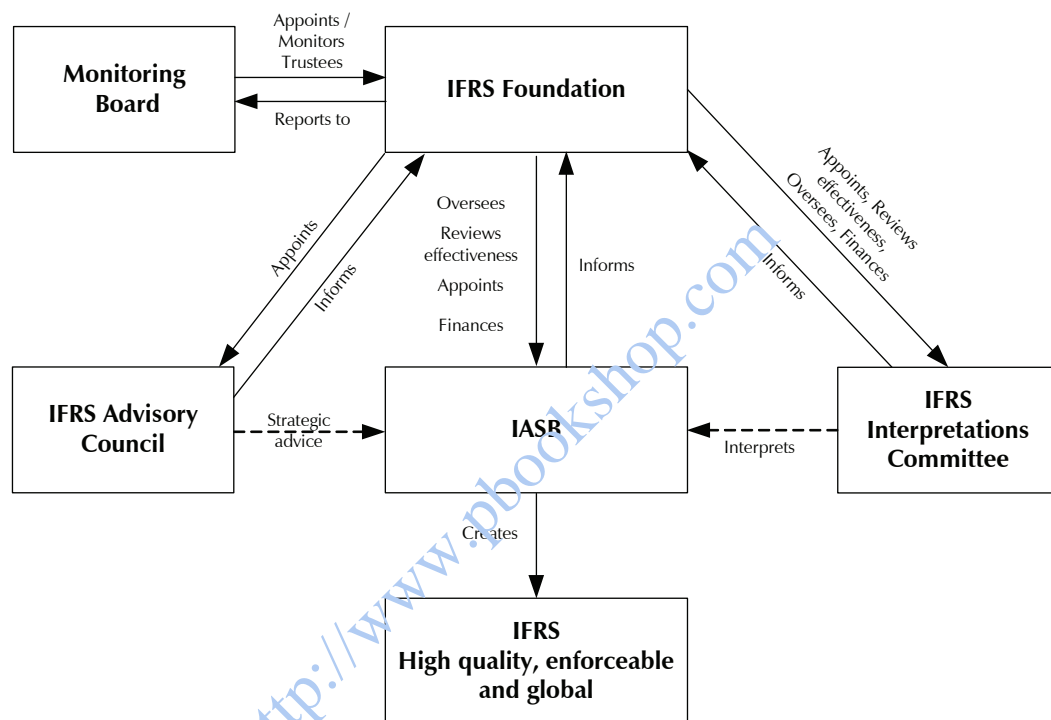 Appoints /
Monitors
Trustees
Monitoring
Board
IFRS Foundation
Reports to
Appoints
Informs
Oversees
Reviews
effectiveness
Appoints
Finances
Informs
Appoints, Reviews
effectiveness,
Oversees, Finances
Informs
IFRS Advisory
Council
Strategic
advice
IASB
Interprets
IFRS
Interpretations
Committee
Creates
IFRS
High quality, enforceable
and global
ttp://www.pbookshop.com